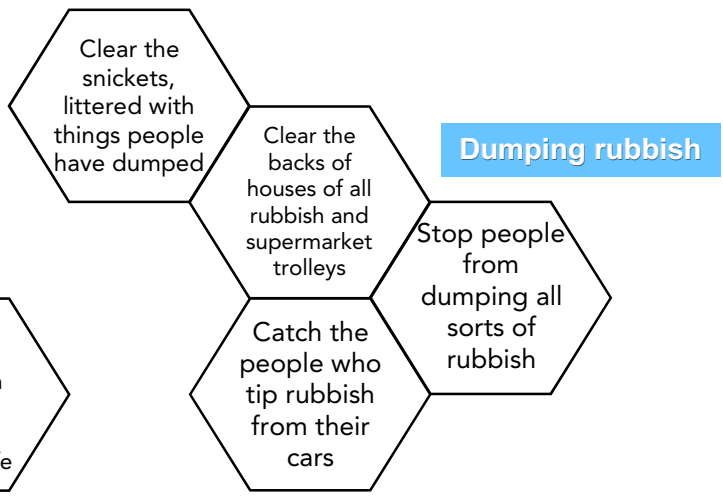 Clear the
snickets,
littered with
things people
have dumped
Clear the
backs of
houses of all
rubbish and
supermarket
trolleys
Dumping rubbish
Stop people
from
dumping all
sorts of
rubbish
Catch the
people who
tip rubbish
from their
cars